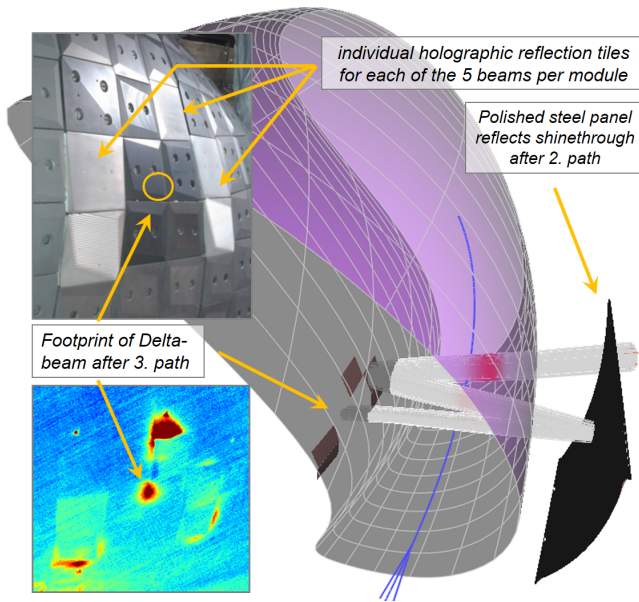 individual holographic reflection tiles
for each of the 5 beams per module
Polished steel panel
reflects shinethrough
after 2. path
Footprint of Delta-
beam after 3. path